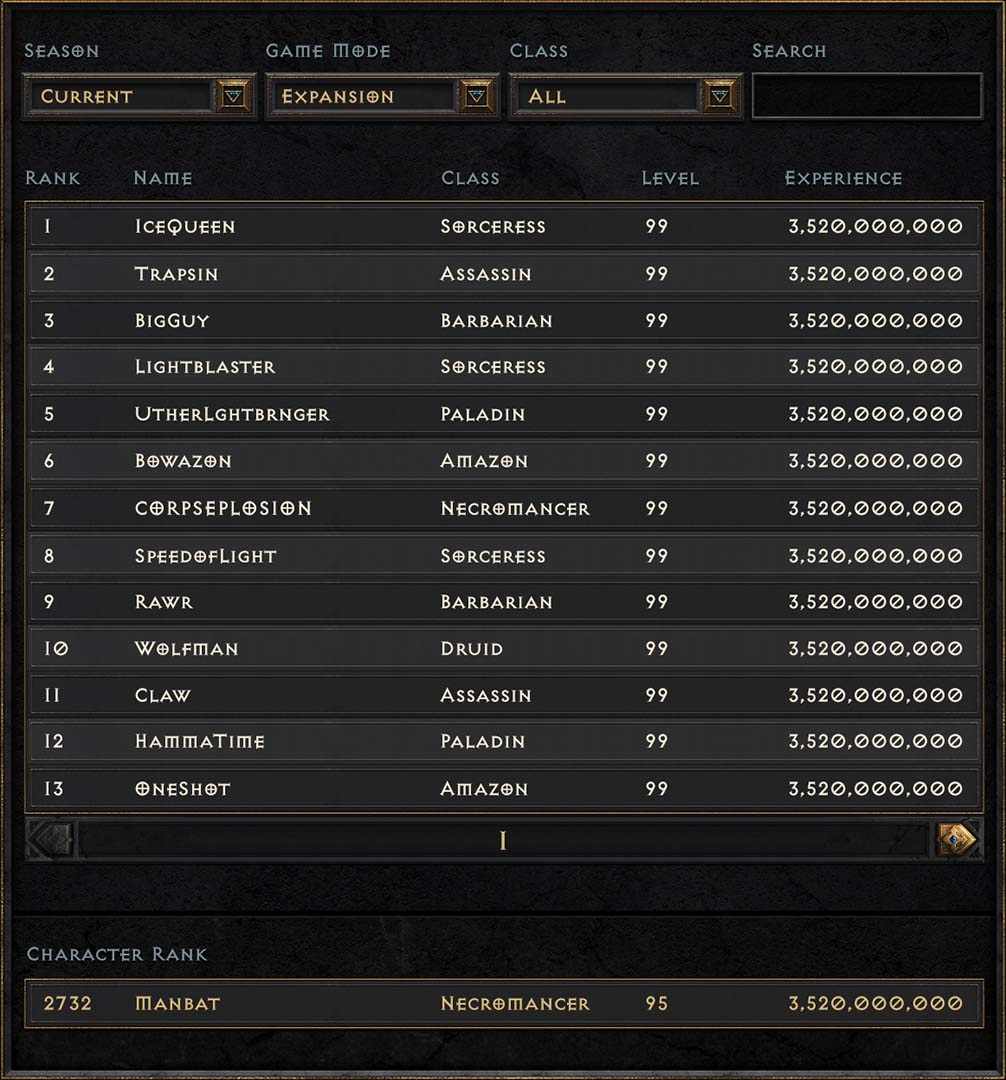 Season Game Mode Class Search
Current Expansion All
Rank Name Class Level Experience
1 IceQueen Sorceress 99 3,520,000,000
2 Trapsin Assassin 99 3,520,000,000
3 BigGuy Barbarian 99 3,520,000,000
4 Lightblaster Sorceress 99 3,520,000,000
5 UtherLghtbrnger Paladin 99 3,520,000,000
6 Bowazon Amazon 99 3,520,000,000
7 CORPSEPLOSION Necromancer 99 3,520,000,000
8 SpeedofLight Sorceress 99 3,520,000,000
9 Rawr Barbarian 99 3,520,000,000
10 Wolfman Druid 99 3,520,000,000
11 Claw Assassin 99 3,520,000,000
12 HammaTime Paladin 99 3,520,000,000
13 OneShot Amazon 99 3,520,000,000
1
Character Rank
2732 Manbat Necromancer 95 3,520,000,000